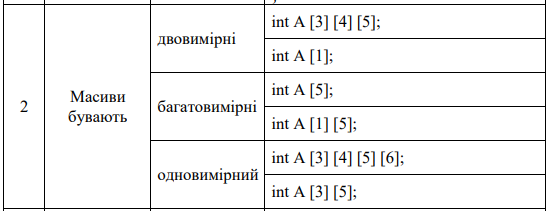 2
Масиви
бувають
двовимірні
int A [3] [4] [5];
int A [1];
багатовимірні
int A [5];
int A [1] [5];
одновимірний
int A [3] [4] [5] [6];
int A [3] [5];